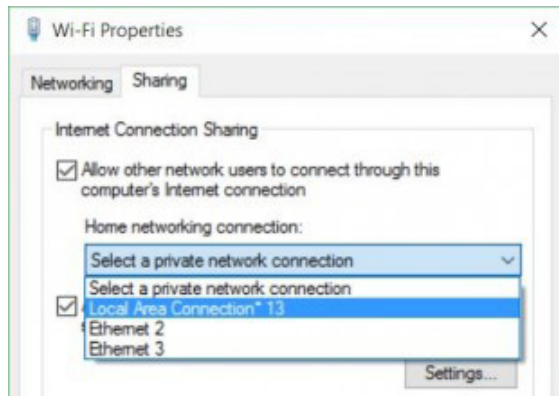 Wi-Fi Properties
Networking
Sharing
Internet Connection Sharing
Allow other network users to connect through this
computer's Internet connection
Home networking connection:
Select a private network connection
Select a private network connection
Local Area Connection* 13
Ethernet 2
Ethernet 3
Settings...